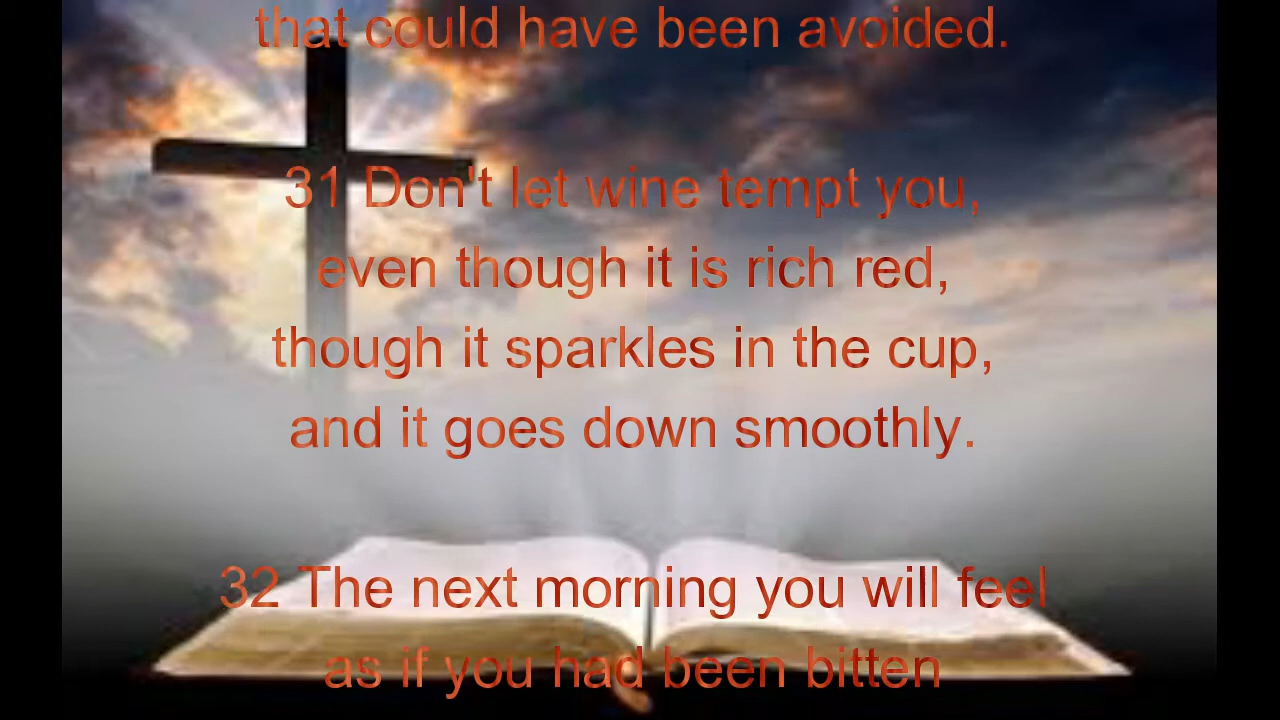 that could have been avoided.
31 Don't let wine tempt you,
even though it is rich red,
though it sparkles in the cup,
and it goes down smoothly.
32 The next morning you will feel
as if you had been bitten